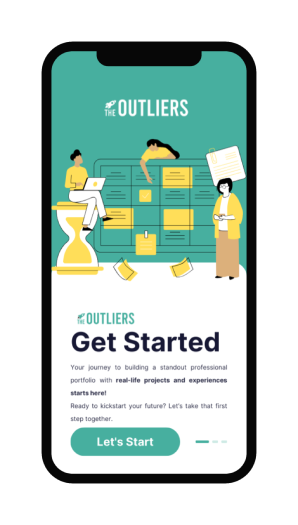 THE OUTLIERS
THE OUTLIERS
Get Started
Your journey to building a standout professional
portfolio with real-life projects and experiences
starts here!
Ready to kickstart your future? Let's take that first
step together.
Let's Start